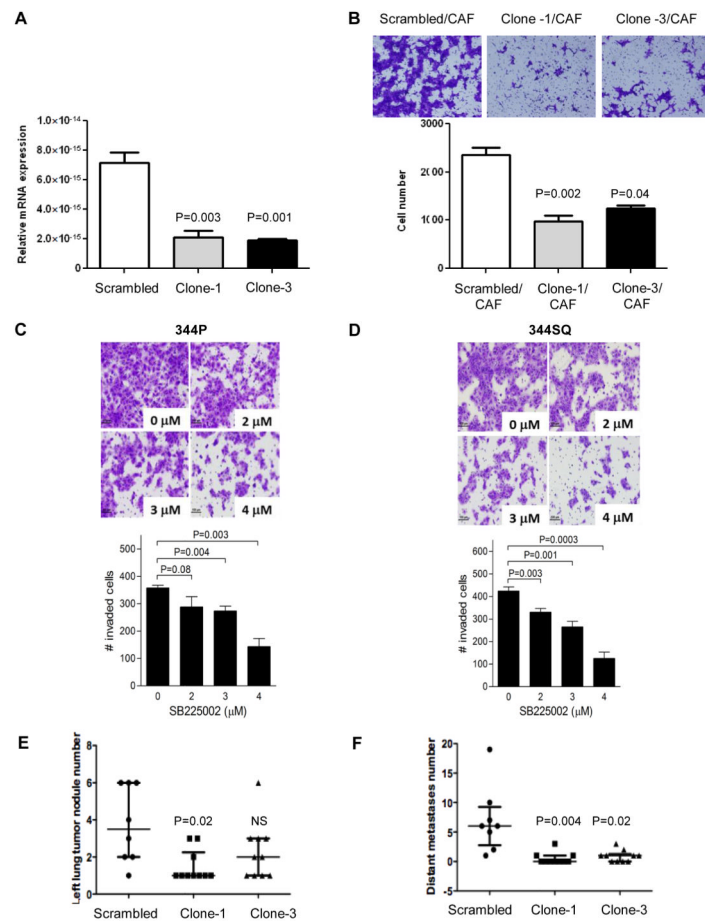 A
Relative mRNA expression
1.0×10-14
8.0×10-15
6.0×10-15
4.0×10-15
2.0×10-15
P=0.003
P=0.001
Scrambled
Clone-1
Clone-3
B
Scrambled/CAF
Clone -1/CAF
Clone -3/CAF
Cell number
3000
2000
1000
0
P=0.002
P=0.04
Scrambled/
CAF
Clone-1/
CAF
Clone-3/
CAF
C
344P
0 µM
2 µM
3 µM
4 µM
P=0.003
P=0.004
P=0.08
# invaded cells
500
400
300
200
100
0
0 2 3 4
SB225002 (µM)
D
344SQ
0 µM
2 µM
3 µM
4 µM
P=0.0003
P=0.001
P=0.003
# invaded cells
600
500
400
300
200
100
0
0 2 3 4
SB225002 (µM)
E
Left lung tumor nodule number
8
6
4
2
0
P=0.02
NS
Scrambled
Clone-1
Clone-3
F
Distant metastases number
20
15
10
5
0
-5
P=0.004
P=0.02
Scrambled
Clone-1
Clone-3